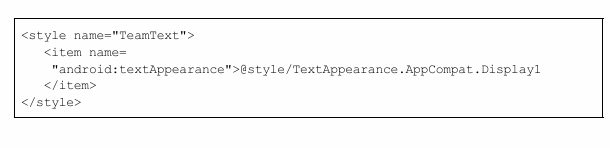 <style name="TeamText">
<item name=
"android:textAppearance">@style/TextAppearance.AppCompat.Display1
</item>
</style>